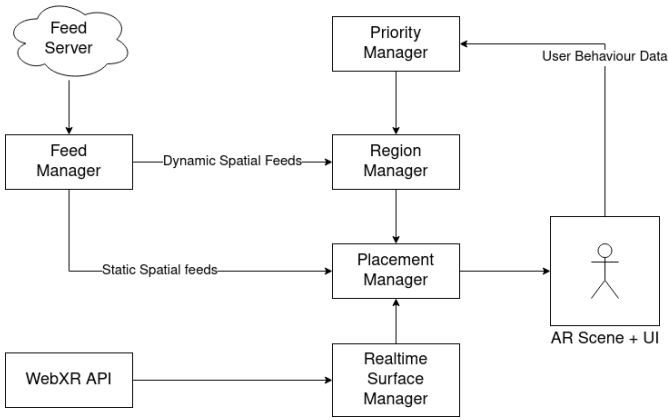 Feed
Server
Priority
Manager
User Behaviour Data
Feed
Manager
Dynamic Spatial Feeds
Region
Manager
Static Spatial feeds
Placement
Manager
AR Scene + UI
WebXR API
Realtime
Surface
Manager